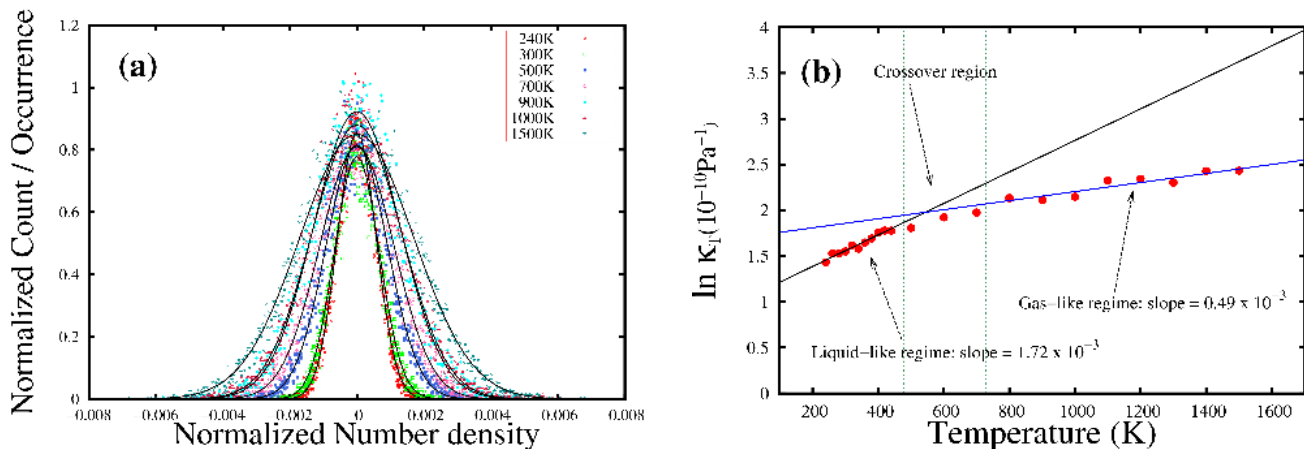 (a)
240K
300K
500K
700K
900K
1000K
1500K
Normalized Count / Occurrence
1.2
1
0.8
0.6
0.4
0.2
0
0.008 0.006 0.004 0.002 0 0.002 0.004 0.006 0.008
Normalized Number density
(b)
Crossover region
Gas-like regime: slope = 0.49 x 10⁻³
Liquid-like regime: slope = 1.72 x 10⁻³
ln κT(10⁻¹⁰Pa⁻¹)
4
3.5
3
2.5
2
1.5
1
0.5
0
200 400 600 800 1000 1200 1400 1600
Temperature (K)